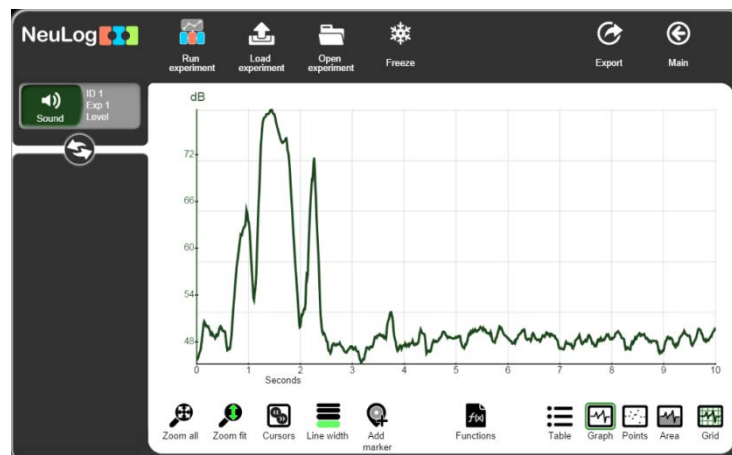 NeuLog
Run
experiment
Load
experiment
Open
experiment
Freeze
Export
Main
Sound
ID 1
Exp 1
Level
dB
72
66
60
54
48
0 1 2 3 4 5 6 7 8 9 10
Seconds
Zoom all
Zoom fit
Cursors
Line width
Add
marker
f(x)
Functions
Table
Graph
Points
Area
Grid